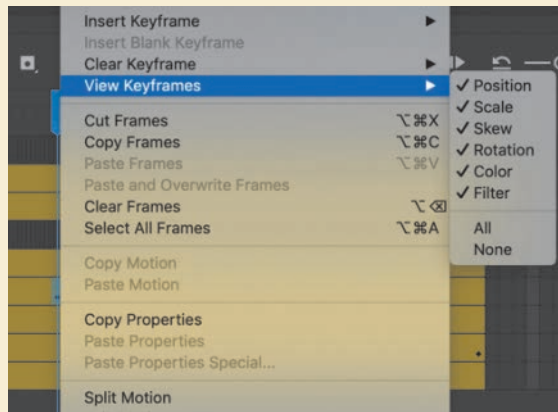 Insert Keyframe
Insert Blank Keyframe
Clear Keyframe
View Keyframes
Position
Scale
Skew
Rotation
Color
Filter
All
None
Cut Frames ⌥⌘X
Copy Frames ⌥⌘C
Paste Frames ⌥⌘V
Paste and Overwrite Frames
Clear Frames ⌥⌫
Select All Frames ⌥⌘A
Copy Motion
Paste Motion
Copy Properties
Paste Properties
Paste Properties Special...
Split Motion